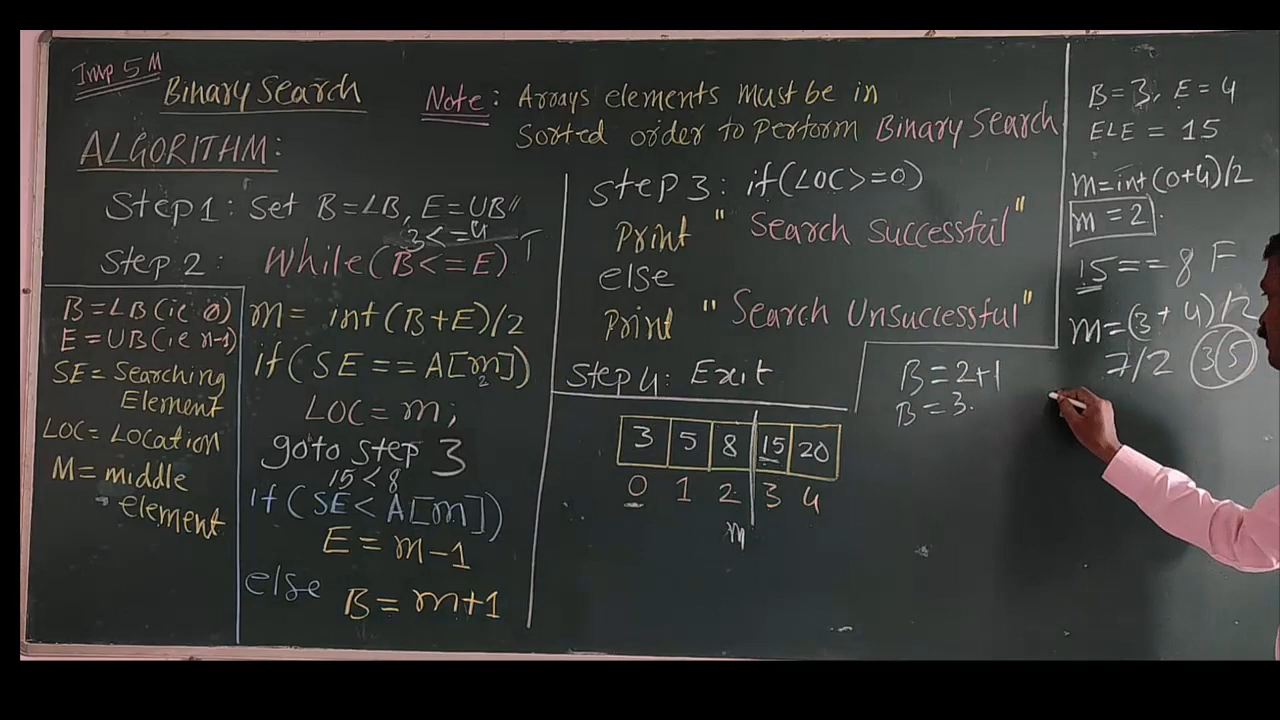 Imp 5 M
Binary Search
ALGORITHM:
Step 1: Set B=LB, E=UB
3<=4
Step 2: While(B<=E) T
B=LB(ie 0)
E=UB(ie n-1)
SE= Searching
Element
LOC= Location
M= middle
element
m= int(B+E)/2
if(SE==A[m])
2
LOC=m;
goto step 3
15<8
if(SE<A[m])
E=m-1
else B=m+1
Note: Arrays elements must be in
Sorted order to Perform Binary Search
Step 3: if(LOC>=0)
Print " Search Successful"
else
Print " Search Unsuccessful"
Step 4: Exit
3 5 8 15 20
0 1 2 3 4
m
B=2+1
B=3.
B=3, E=4
ELE = 15
m=int(0+4)/2
m=2.
15==8 F
m=(3+4)/2
7/2 3 5